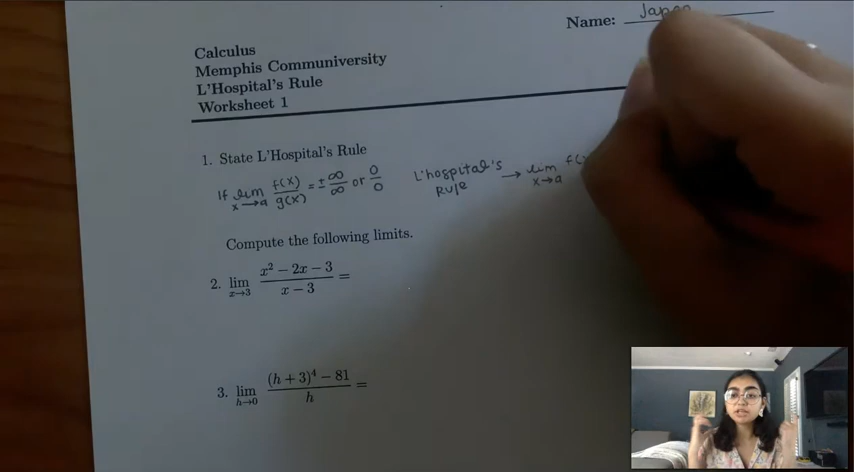 Name:
Calculus
Memphis Communiversity
L'Hospital's Rule
Worksheet 1
1. State L'Hospital's Rule
If lim x→a f(x)/g(x) = ± ∞/∞ or 0/0
L'hospital's Rule → lim x→a
Compute the following limits.
2. lim x→3 x² − 2x − 3 / x − 3 =
3. lim h→0 (h + 3)⁴ − 81 / h =